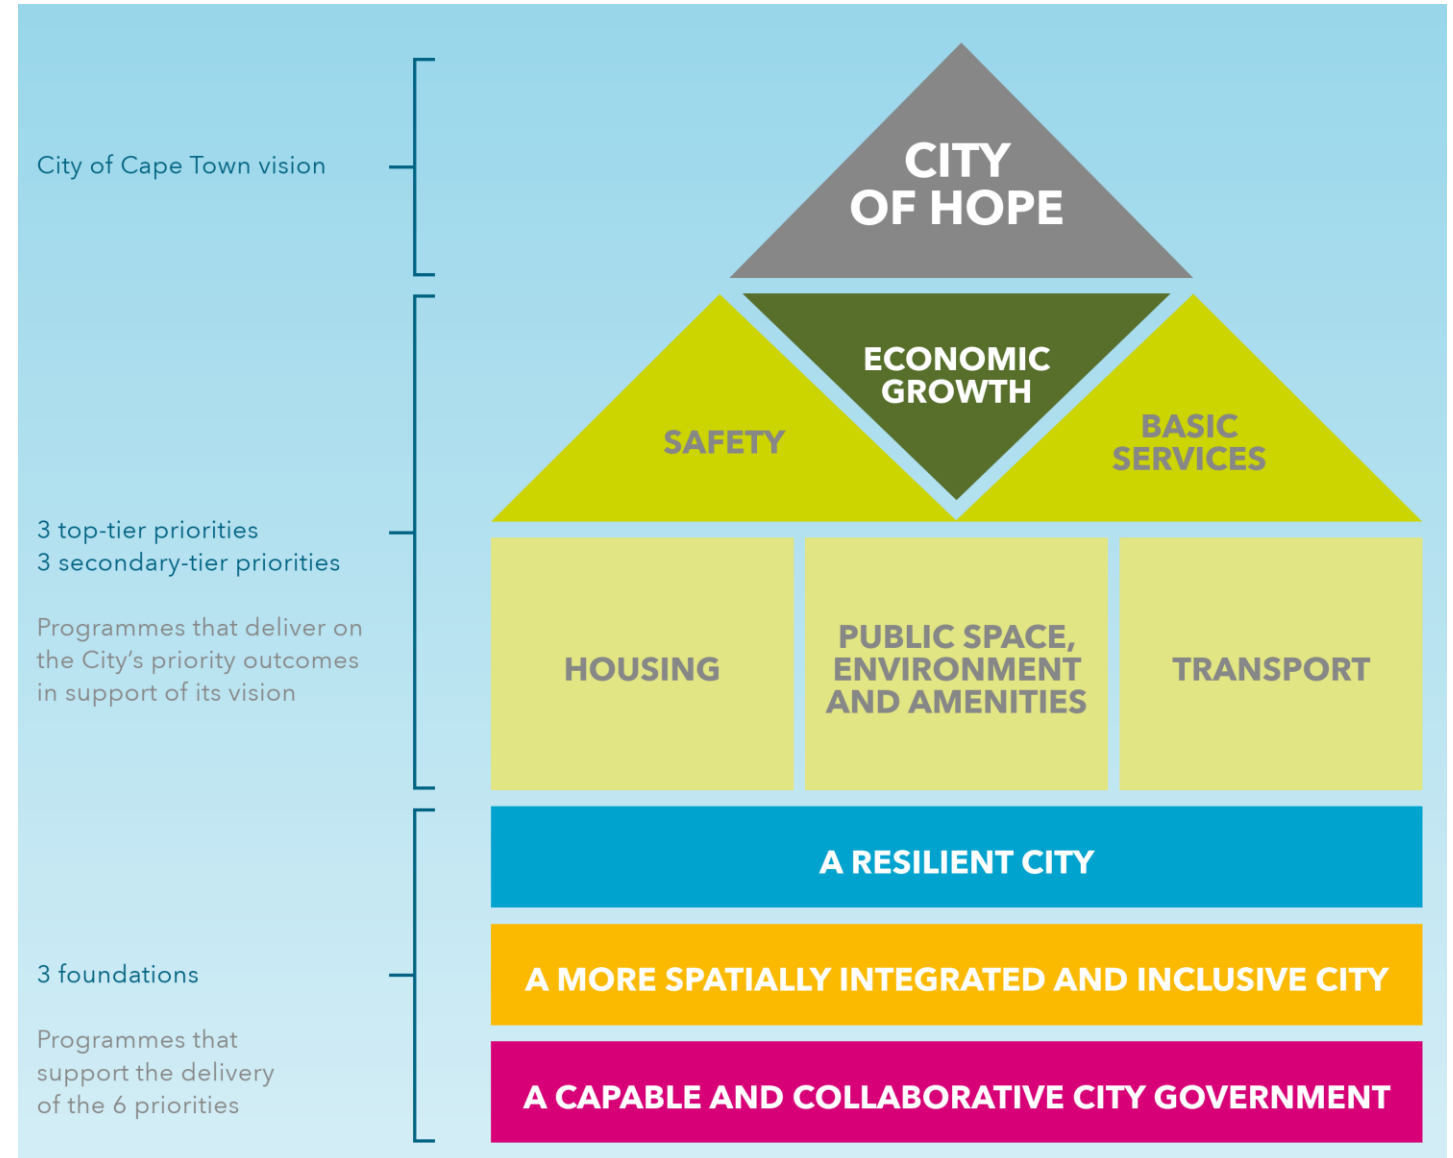 City of Cape Town vision
CITY
OF HOPE
3 top-tier priorities
3 secondary-tier priorities
Programmes that deliver on
the City’s priority outcomes
in support of its vision
ECONOMIC
GROWTH
SAFETY
BASIC
SERVICES
HOUSING
PUBLIC SPACE,
ENVIRONMENT
AND AMENITIES
TRANSPORT
3 foundations
Programmes that
support the delivery
of the 6 priorities
A RESILIENT CITY
A MORE SPATIALLY INTEGRATED AND INCLUSIVE CITY
A CAPABLE AND COLLABORATIVE CITY GOVERNMENT